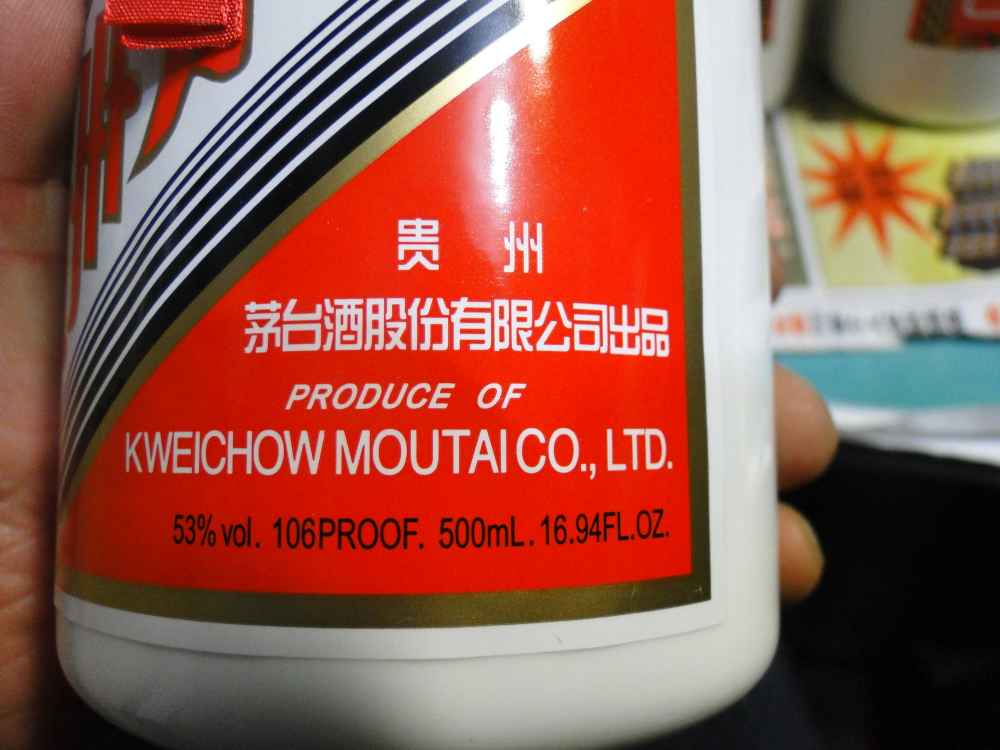 贵州
茅台酒股份有限公司出品
PRODUCE OF
KWEICHOW MOUTAI CO., LTD.
53% vol. 106PROOF. 500mL. 16.94FL.OZ.